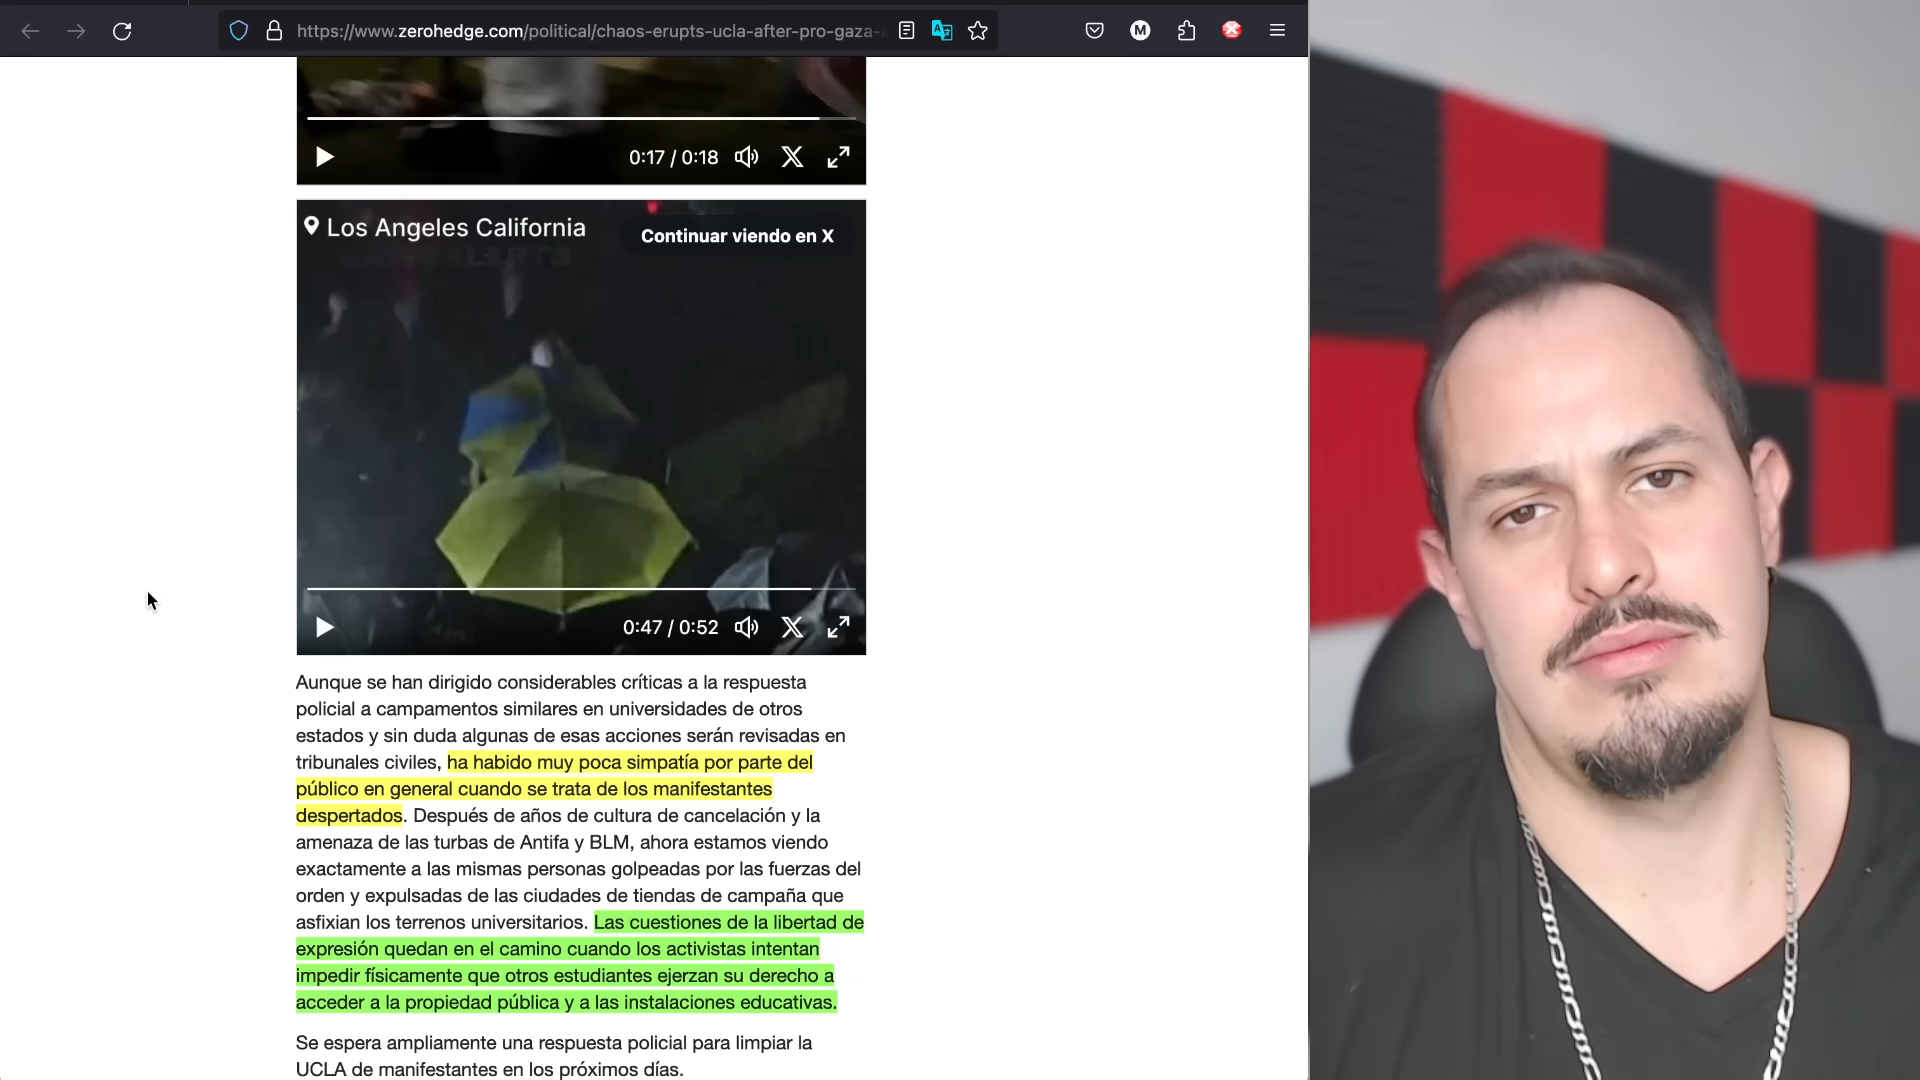 https://www.zerohedge.com/political/chaos-erupts-ucla-after-pro-gaza-
M
0:17 / 0:18
Los Angeles California
Continuar viendo en X
0:47 / 0:52
Aunque se han dirigido considerables críticas a la respuesta
policial a campamentos similares en universidades de otros
estados y sin duda algunas de esas acciones serán revisadas en
tribunales civiles, ha habido muy poca simpatía por parte del
público en general cuando se trata de los manifestantes
despertados. Después de años de cultura de cancelación y la
amenaza de las turbas de Antifa y BLM, ahora estamos viendo
exactamente a las mismas personas golpeadas por las fuerzas del
orden y expulsadas de las ciudades de tiendas de campaña que
asfixian los terrenos universitarios. Las cuestiones de la libertad de
expresión quedan en el camino cuando los activistas intentan
impedir físicamente que otros estudiantes ejerzan su derecho a
acceder a la propiedad pública y a las instalaciones educativas.
Se espera ampliamente una respuesta policial para limpiar la
UCLA de manifestantes en los próximos días.